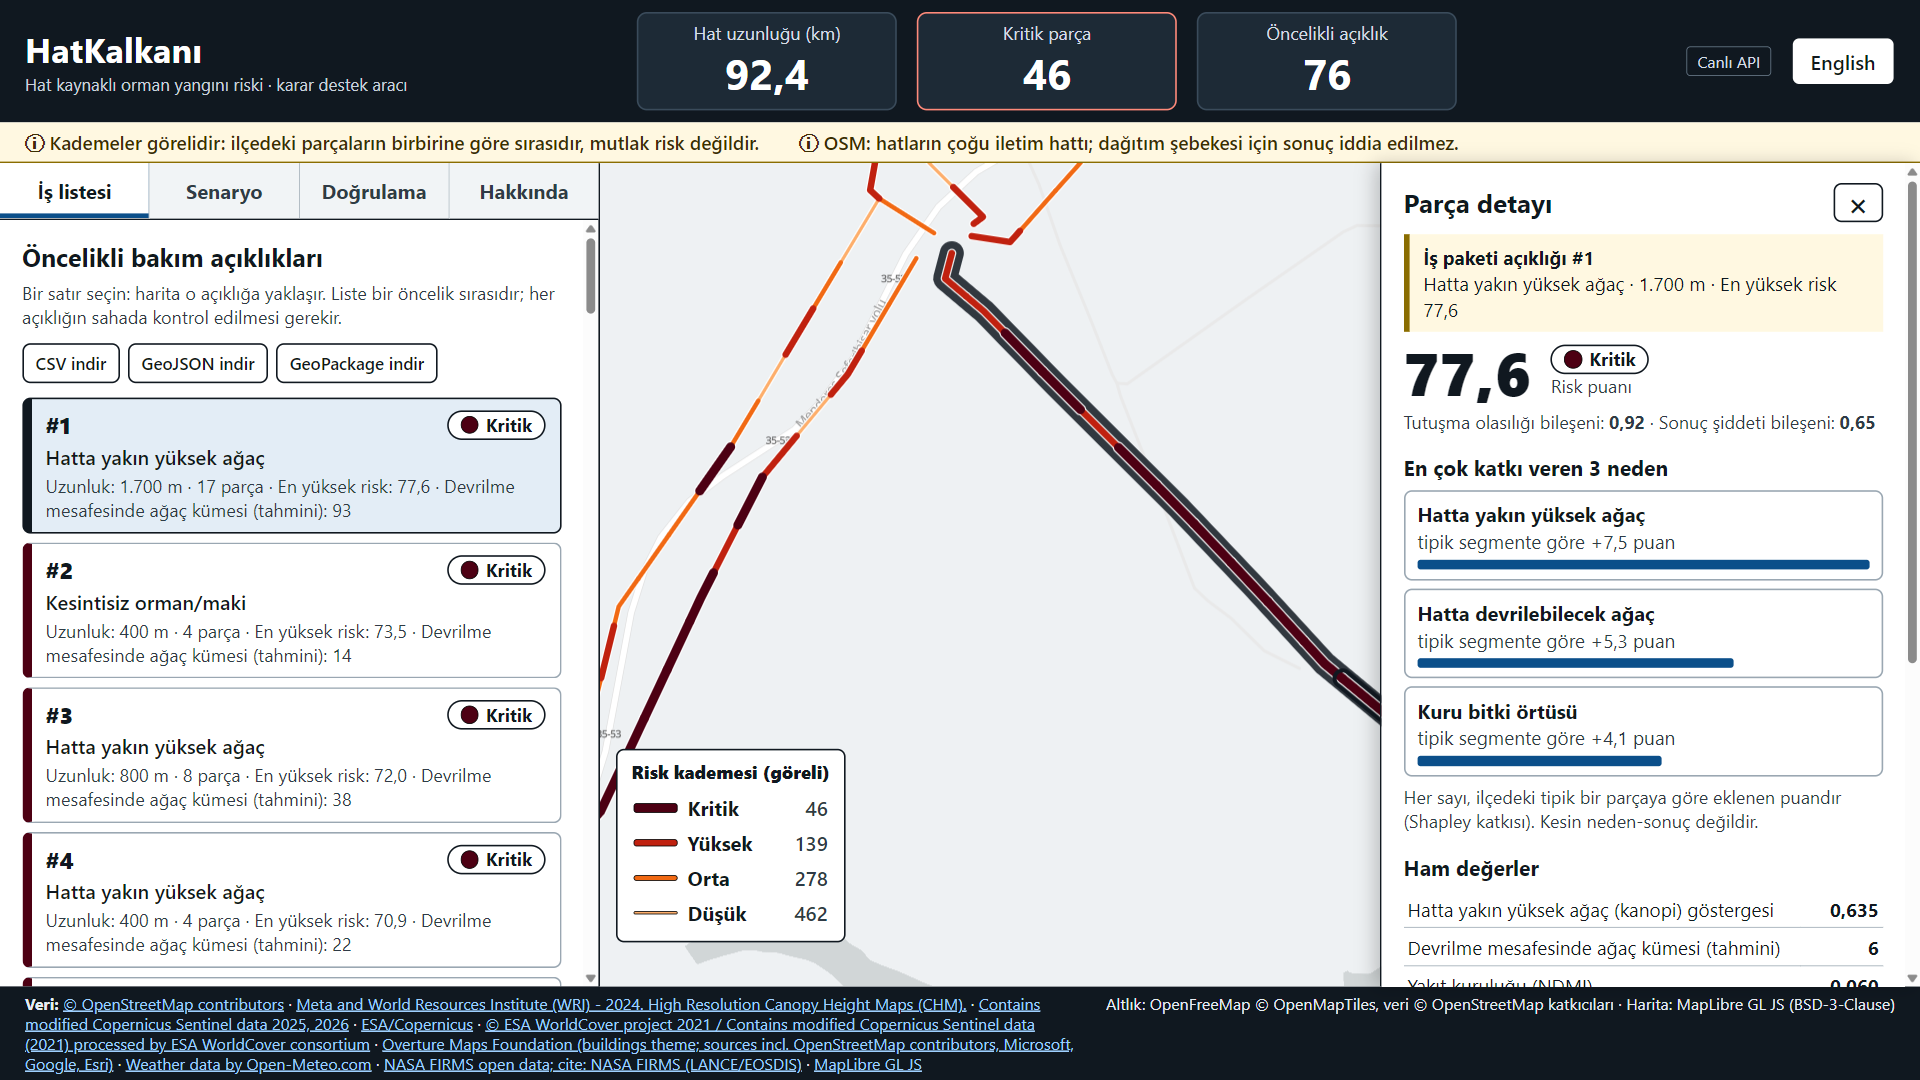 HatKalkanı
Hat kaynaklı orman yangını riski · karar destek aracı
Hat uzunluğu (km)
92,4
Kritik parça
46
Öncelikli açıklık
76
Canlı API
English
Kademeler görelidir: ilçedeki parçaların birbirine göre sırasıdır, mutlak risk değildir.
OSM: hatların çoğu iletim hattı; dağıtım şebekesi için sonuç iddia edilmez.
İş listesi
Senaryo
Doğrulama
Hakkında
Öncelikli bakım açıklıkları
Bir satır seçin: harita o açıklığa yaklaşır. Liste bir öncelik sırasıdır; her
açıklığın sahada kontrol edilmesi gerekir.
CSV indir
GeoJSON indir
GeoPackage indir
#1
Kritik
Hatta yakın yüksek ağaç
Uzunluk: 1.700 m · 17 parça · En yüksek risk: 77,6 · Devrilme
mesafesinde ağaç kümesi (tahmini): 93
#2
Kritik
Kesintisiz orman/maki
Uzunluk: 400 m · 4 parça · En yüksek risk: 73,5 · Devrilme
mesafesinde ağaç kümesi (tahmini): 14
#3
Kritik
Hatta yakın yüksek ağaç
Uzunluk: 800 m · 8 parça · En yüksek risk: 72,0 · Devrilme
mesafesinde ağaç kümesi (tahmini): 38
#4
Kritik
Hatta yakın yüksek ağaç
Uzunluk: 400 m · 4 parça · En yüksek risk: 70,9 · Devrilme
mesafesinde ağaç kümesi (tahmini): 22
Risk kademesi (göreli)
Kritik 46
Yüksek 139
Orta 278
Düşük 462
Parça detayı
İş paketi açıklığı #1
Hatta yakın yüksek ağaç · 1.700 m · En yüksek risk
77,6
77,6
Kritik
Risk puanı
Tutuşma olasılığı bileşeni: 0,92 · Sonuç şiddeti bileşeni: 0,65
En çok katkı veren 3 neden
Hatta yakın yüksek ağaç
tipik segmente göre +7,5 puan
Hatta devrilebilecek ağaç
tipik segmente göre +5,3 puan
Kuru bitki örtüsü
tipik segmente göre +4,1 puan
Her sayı, ilçedeki tipik bir parçaya göre eklenen puandır
(Shapley katkısı). Kesin neden-sonuç değildir.
Ham değerler
Hatta yakın yüksek ağaç (kanopi) göstergesi 0,635
Devrilme mesafesinde ağaç kümesi (tahmini) 6
Yakıt kuruluğu (NDMI) 0,060
Veri: © OpenStreetMap contributors · Meta and World Resources Institute (WRI) - 2024. High Resolution Canopy Height Maps (CHM). · Contains
modified Copernicus Sentinel data 2025, 2026 · ESA/Copernicus · © ESA WorldCover project 2021 / Contains modified Copernicus Sentinel data
(2021) processed by ESA WorldCover consortium · Overture Maps Foundation (buildings theme; sources incl. OpenStreetMap contributors, Microsoft,
Google, Esri) · Weather data by Open-Meteo.com · NASA FIRMS open data; cite: NASA FIRMS (LANCE/EOSDIS) · MapLibre GL JS
Altlık: OpenFreeMap © OpenMapTiles, veri © OpenStreetMap katkıcıları · Harita: MapLibre GL JS (BSD-3-Clause)